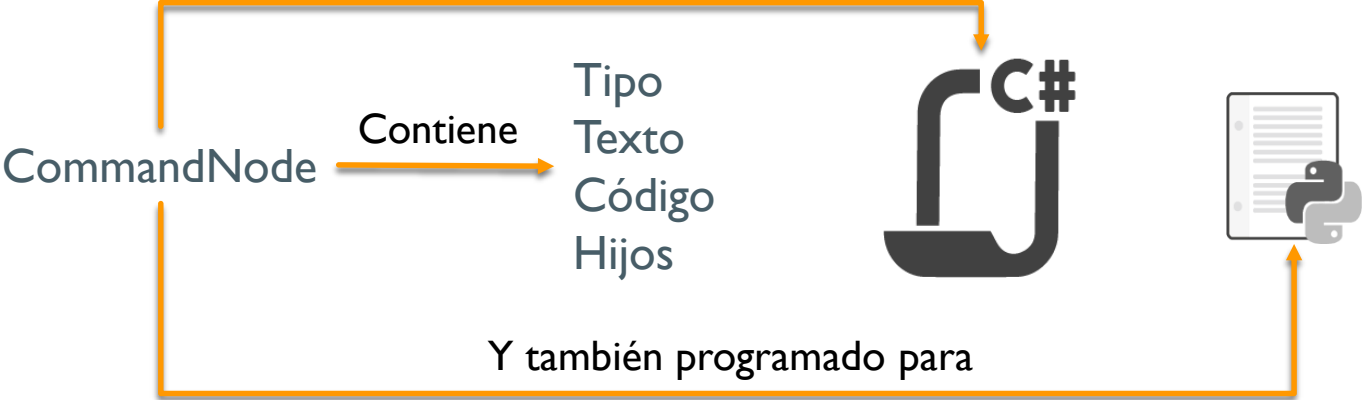 C#
Tipo
Contiene
Texto
CommandNode
Código
Hijos
Y también programado para